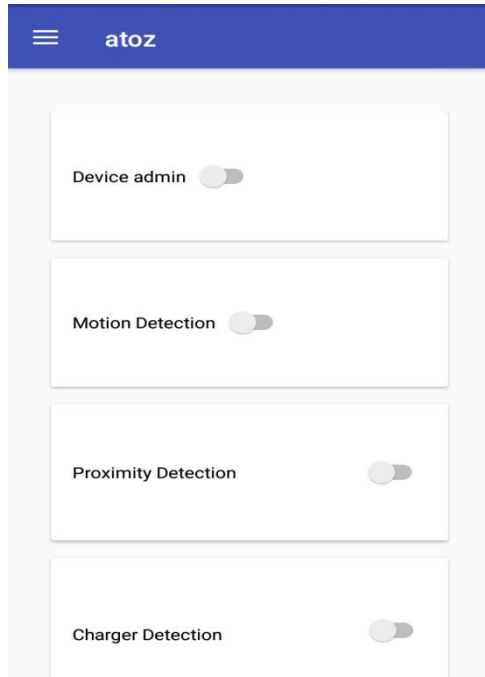 atoz
Device admin
Motion Detection
Proximity Detection
Charger Detection